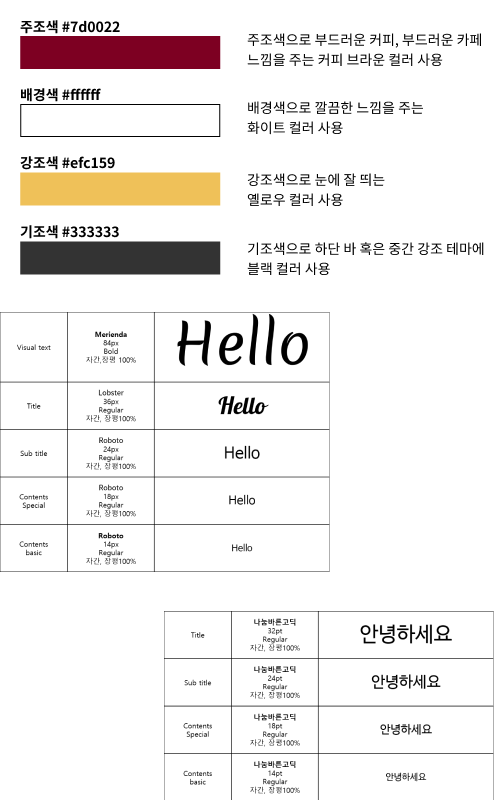 주조색 #7d0022
주조색으로 부드러운 커피, 부드러운 카페
느낌을 주는 커피 브라운 컬러 사용
배경색 #ffffff
배경색으로 깔끔한 느낌을 주는
화이트 컬러 사용
강조색 #efc159
강조색으로 눈에 잘 띄는
옐로우 컬러 사용
기조색 #333333
기조색으로 하단 바 혹은 중간 강조 테마에
블랙 컬러 사용
Visual text
Merienda
84px
Bold
자간,장평 100%
Hello
Title
Lobster
36px
Regular
자간, 장평100%
Hello
Sub title
Roboto
24px
Regular
자간, 장평100%
Hello
Contents
Special
Roboto
18px
Regular
자간, 장평100%
Hello
Contents
basic
Roboto
14px
Regular
자간, 장평100%
Hello
Title
나눔바른고딕
32pt
Regular
자간, 장평100%
안녕하세요
Sub title
나눔바른고딕
24pt
Regular
자간, 장평100%
안녕하세요
Contents
Special
나눔바른고딕
18pt
Regular
자간, 장평100%
안녕하세요
Contents
basic
나눔바른고딕
14pt
Regular
자간, 장평100%
안녕하세요